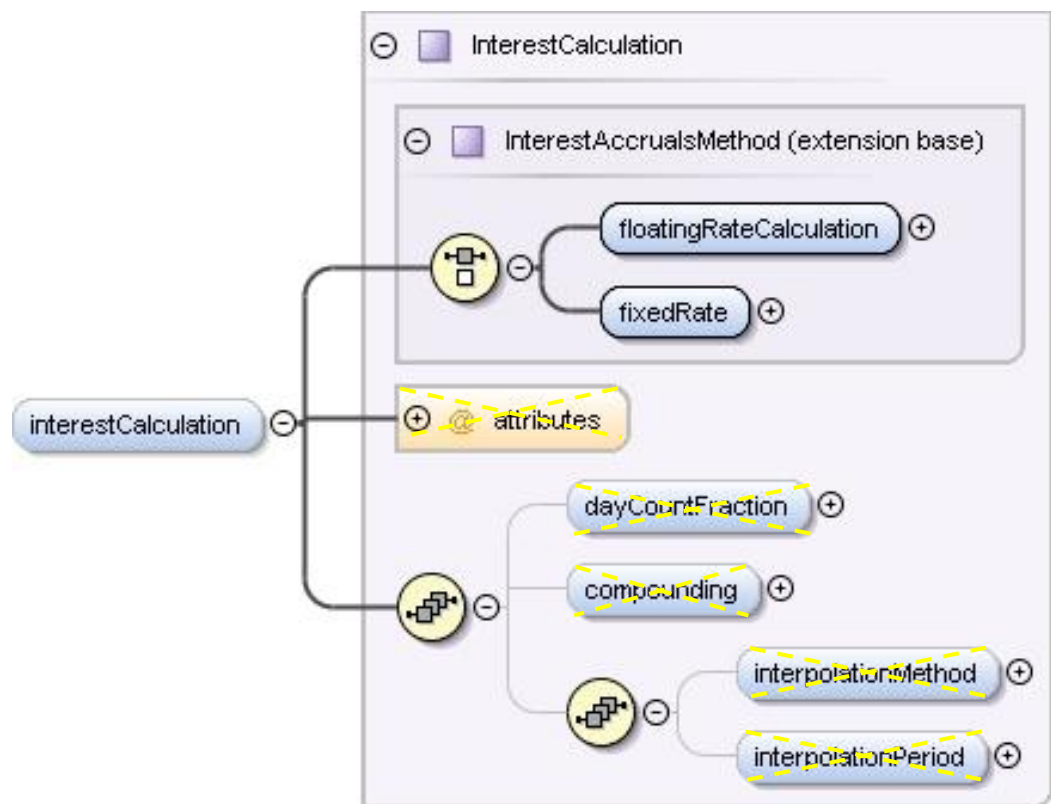 InterestCalculation
InterestAccrualsMethod (extension base)
floatingRateCalculation
fixedRate
interestCalculation
@ attributes
dayCountFraction
compounding
interpolationMethod
interpolationPeriod